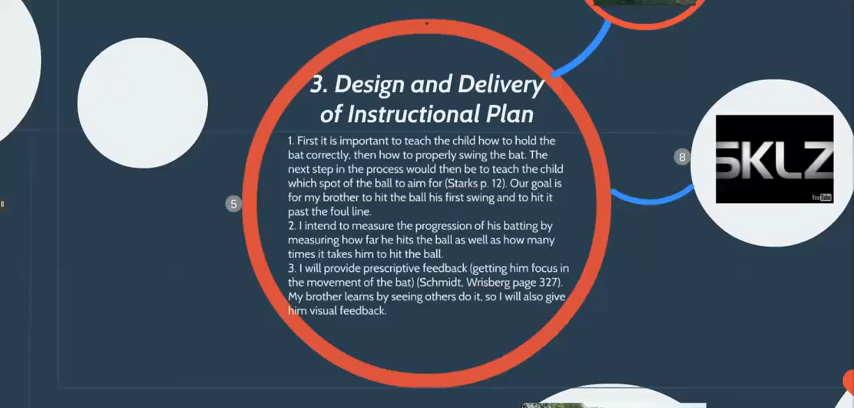 3. Design and Delivery
of Instructional Plan
1. First it is important to teach the child how to hold the
bat correctly, then how to properly swing the bat. The
next step in the process would then be to teach the child
which spot of the ball to aim for (Starks p. 12). Our goal is
for my brother to hit the ball his first swing and to hit it
past the foul line.
2. I intend to measure the progression of his batting by
measuring how far he hits the ball as well as how many
times it takes him to hit the ball.
3. I will provide prescriptive feedback (getting him focus in
the movement of the bat) (Schmidt, Wrisberg page 327).
My brother learns by seeing others do it, so I will also give
him visual feedback.
5
8
SKLZ
YouTube